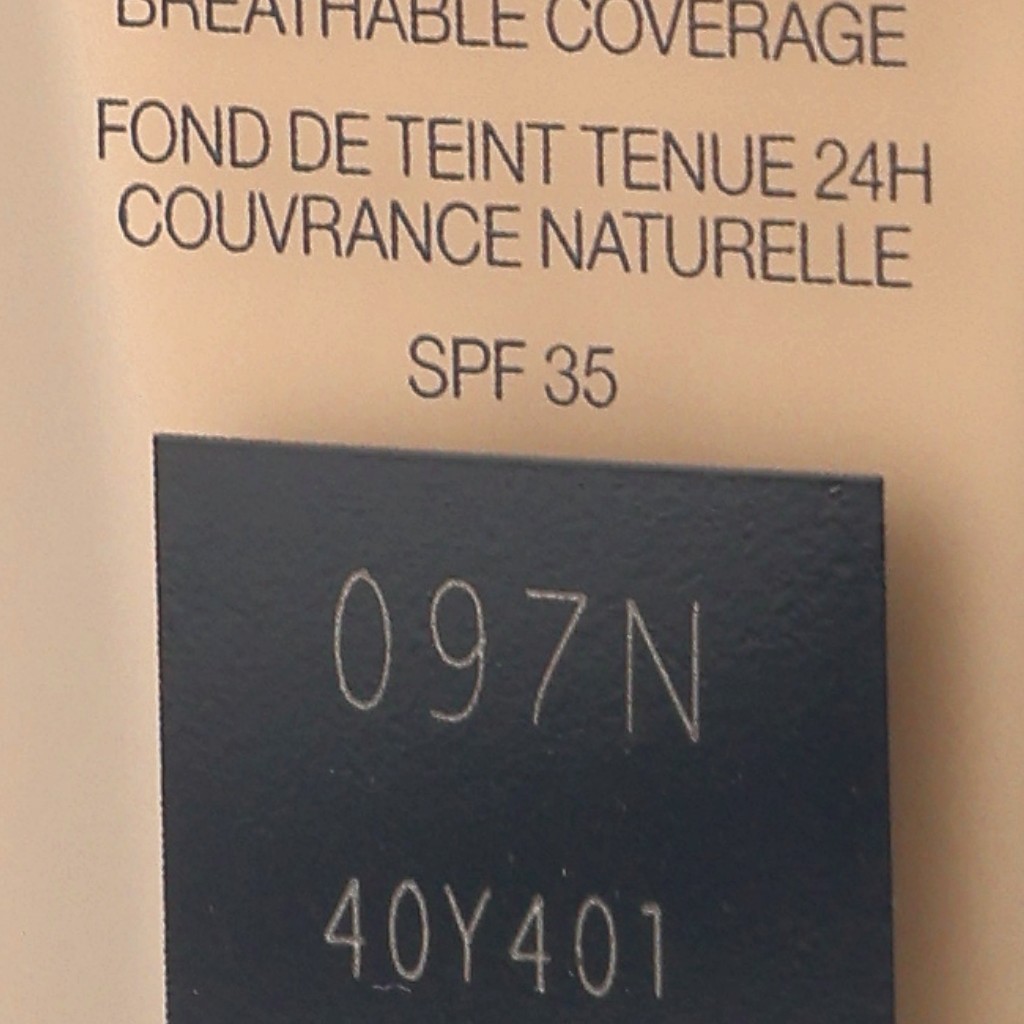 BREATHABLE COVERAGE
FOND DE TEINT TENUE 24H
COUVRANCE NATURELLE
SPF 35
097N
40Y401